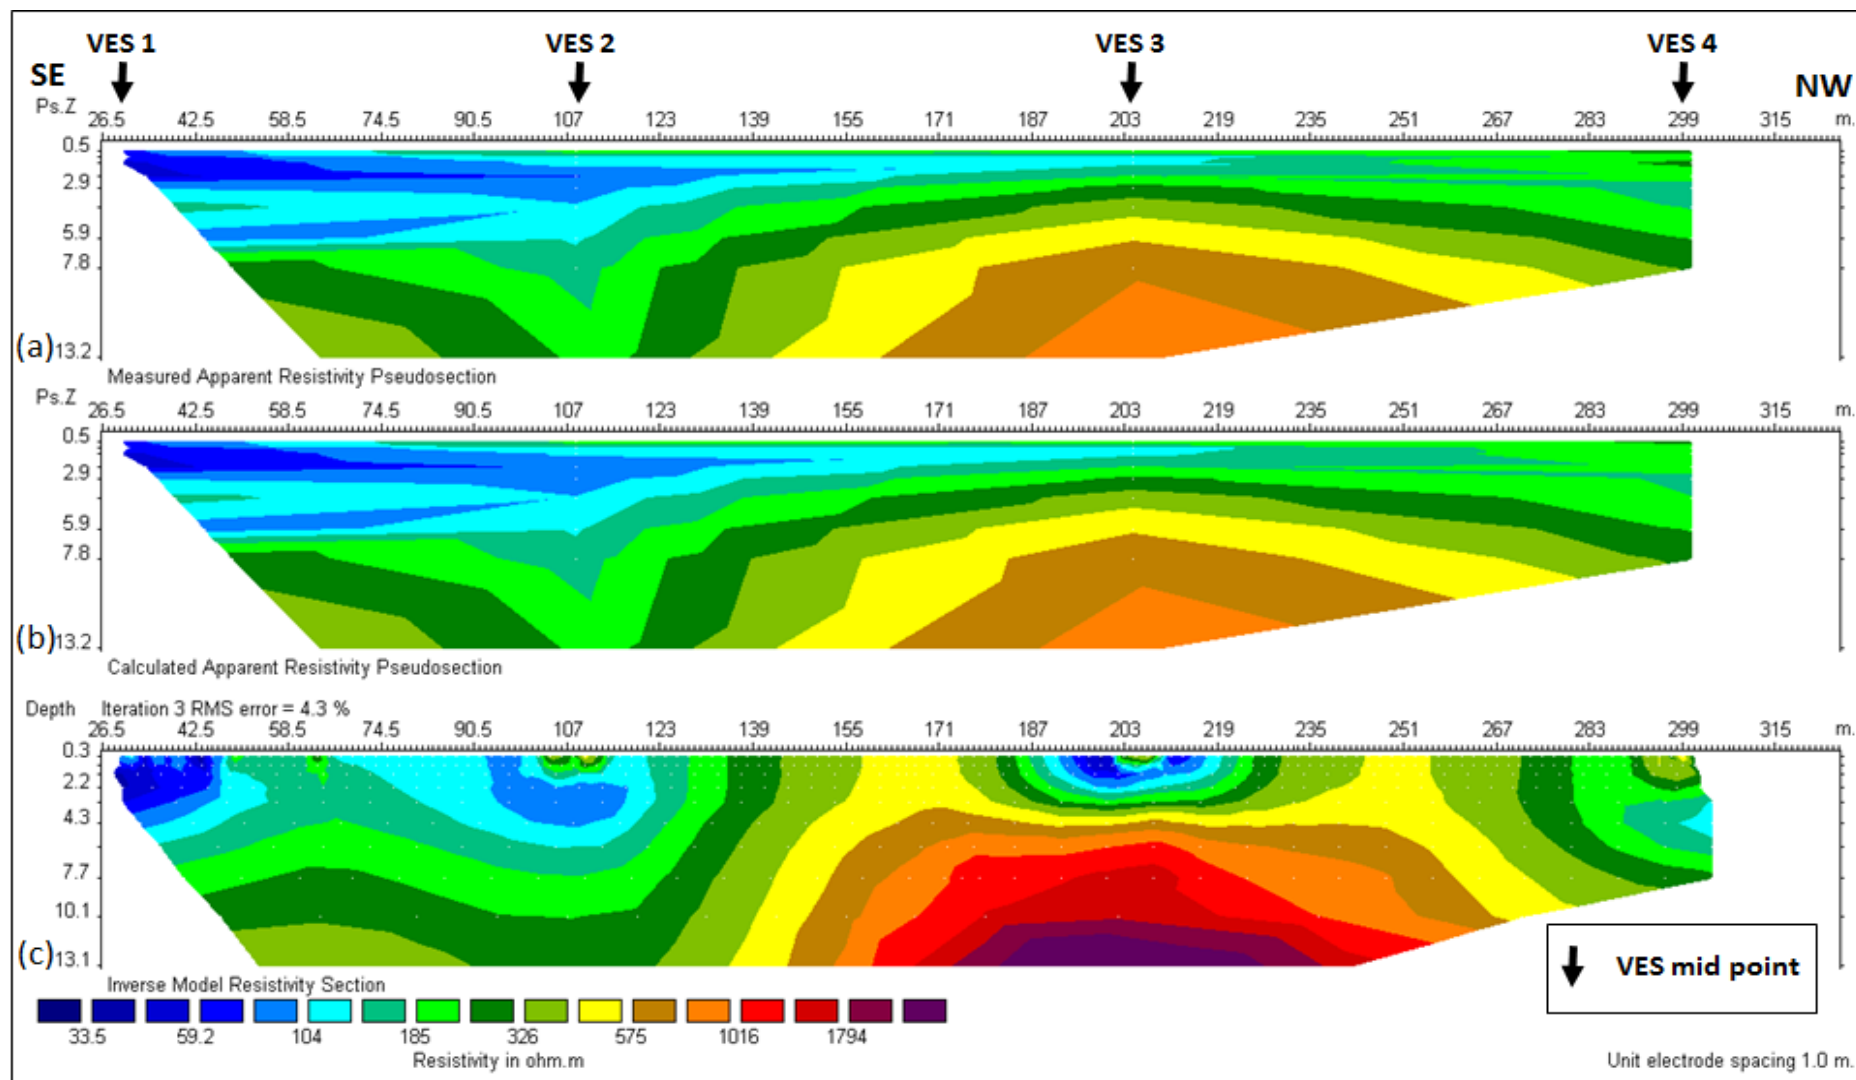 VES 1 VES 2 VES 3 VES 4
SE NW
Ps.Z
26.5 42.5 58.5 74.5 90.5 107 123 139 155 171 187 203 219 235 251 267 283 299 315 m.
0.5
2.9
5.9
7.8
(a) 13.2
Measured Apparent Resistivity Pseudosection
Ps.Z
26.5 42.5 58.5 74.5 90.5 107 123 139 155 171 187 203 219 235 251 267 283 299 315 m.
0.5
2.9
5.9
7.8
(b) 13.2
Calculated Apparent Resistivity Pseudosection
Depth Iteration 3 RMS error = 4.3 %
26.5 42.5 58.5 74.5 90.5 107 123 139 155 171 187 203 219 235 251 267 283 299 315 m.
0.3
2.2
4.3
7.7
10.1
(c) 13.1
VES mid point
Inverse Model Resistivity Section
33.5 59.2 104 185 326 575 1016 1794
Resistivity in ohm.m
Unit electrode spacing 1.0 m.